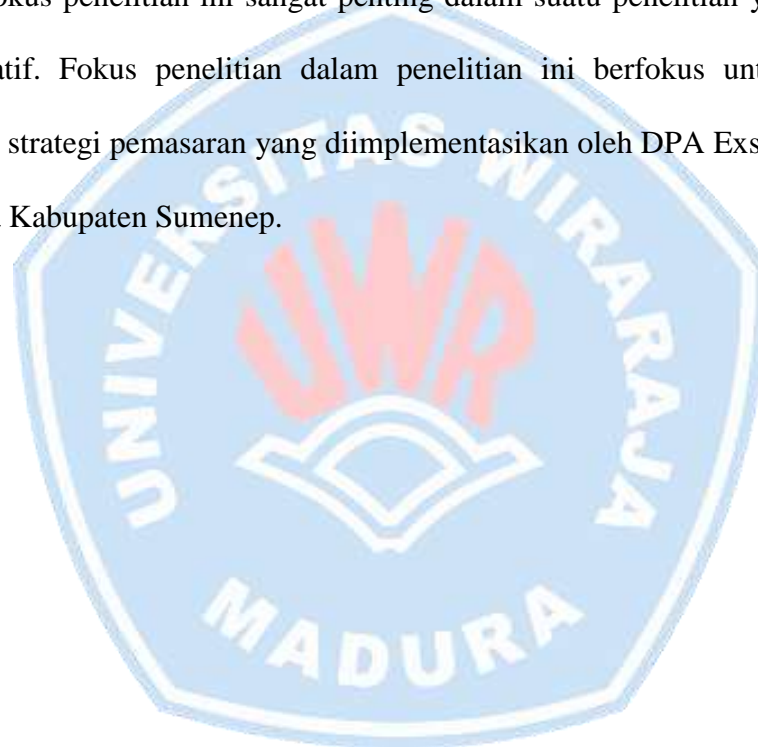 okus penelitian ini sangat penting dalam suatu penelitian y
atif. Fokus penelitian dalam penelitian ini berfokus unt
strategi pemasaran yang diimplementasikan oleh DPA Exs
Kabupaten Sumenep.
UNIVERSITAS WIRARAJA
UWR
MADURA